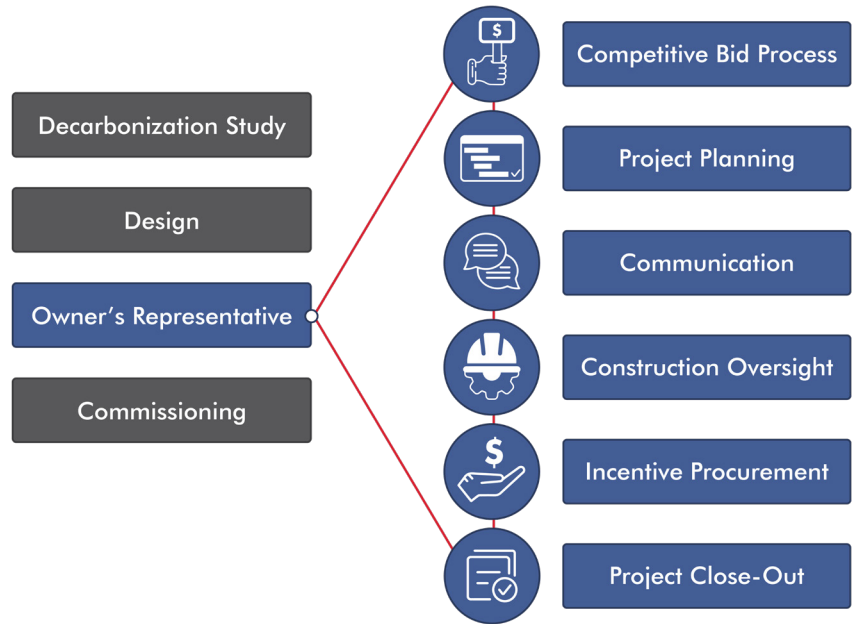 Decarbonization Study
Design
Owner’s Representative
Commissioning
$
Competitive Bid Process
Project Planning
Communication
Construction Oversight
$
Incentive Procurement
Project Close-Out